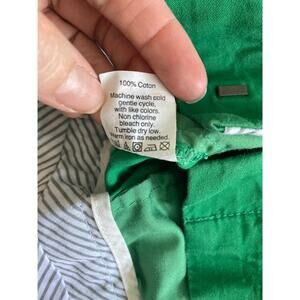 100% Coton
Machine wash cold
gentle cycle,
with like colors.
Non chlorine
bleach only.
Tumble dry low.
Warm iron as needed.